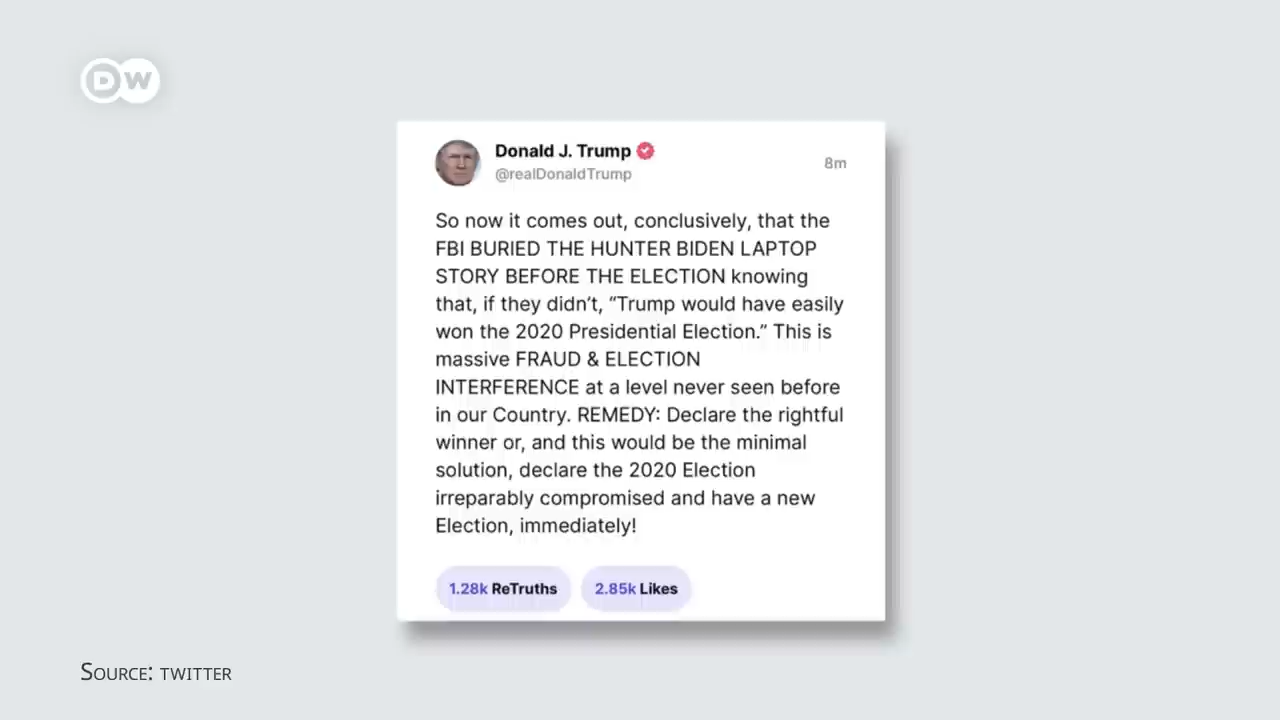 DW
Donald J. Trump
8m
@realDonaldTrump
So now it comes out, conclusively, that the
FBI BURIED THE HUNTER BIDEN LAPTOP
STORY BEFORE THE ELECTION knowing
that, if they didn’t, “Trump would have easily
won the 2020 Presidential Election.” This is
massive FRAUD & ELECTION
INTERFERENCE at a level never seen before
in our Country. REMEDY: Declare the rightful
winner or, and this would be the minimal
solution, declare the 2020 Election
irreparably compromised and have a new
Election, immediately!
1.28k ReTruths 2.85k Likes
Source: twitter